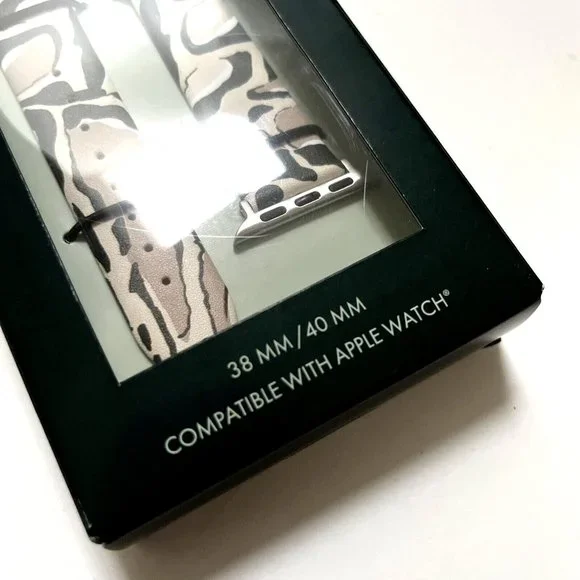 38 MM/40 MM
COMPATIBLE WITH APPLE WATCH®